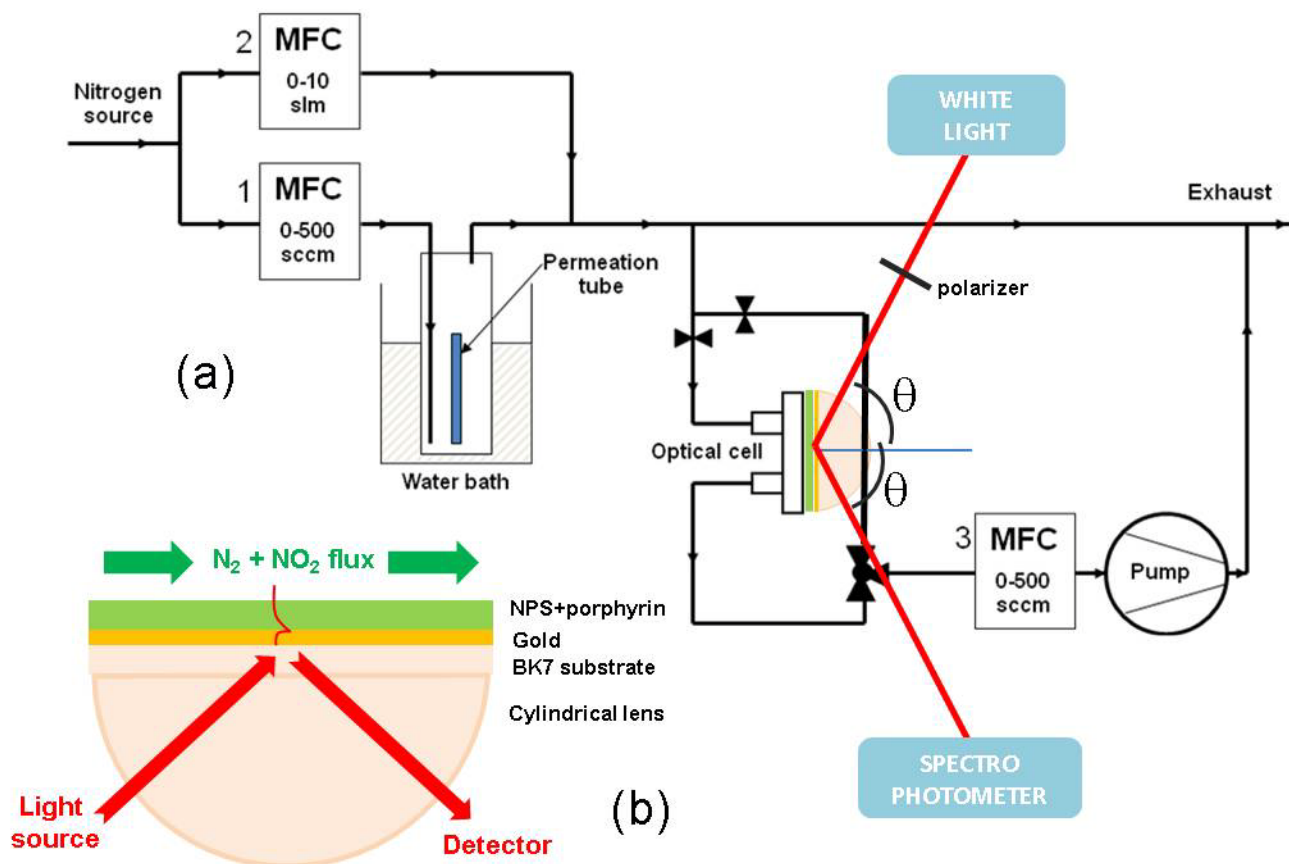 2
MFC
0-10
slm
Nitrogen
source
1
MFC
0-500
sccm
Permeation
tube
(a)
Water bath
WHITE
LIGHT
Exhaust
polarizer
θ
Optical cell
θ
3
MFC
0-500
sccm
Pump
SPECTRO
PHOTOMETER
N₂ + NO₂ flux
NPS+porphyrin
Gold
BK7 substrate
Cylindrical lens
Light
source
Detector
(b)